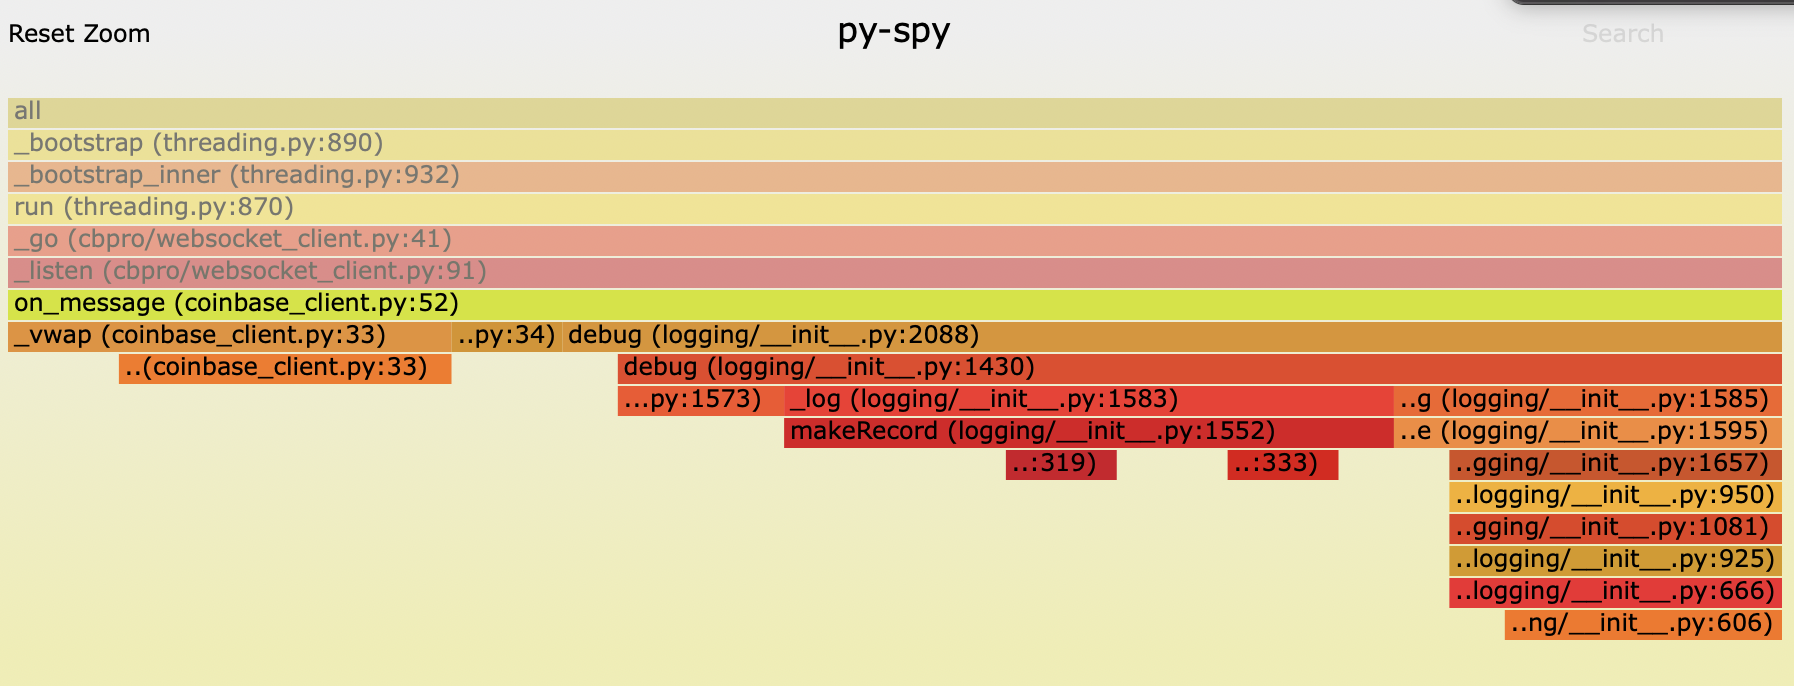 Reset Zoom py-spy Search
all
_bootstrap (threading.py:890)
_bootstrap_inner (threading.py:932)
run (threading.py:870)
_go (cbpro/websocket_client.py:41)
_listen (cbpro/websocket_client.py:91)
on_message (coinbase_client.py:52)
_vwap (coinbase_client.py:33) ..py:34) debug (logging/__init__.py:2088)
..(coinbase_client.py:33) debug (logging/__init__.py:1430)
...py:1573) _log (logging/__init__.py:1583) ..g (logging/__init__.py:1585)
makeRecord (logging/__init__.py:1552) ..e (logging/__init__.py:1595)
..:319) ..:333) ..gging/__init__.py:1657)
..logging/__init__.py:950)
..gging/__init__.py:1081)
..logging/__init__.py:925)
..logging/__init__.py:666)
..ng/__init__.py:606)